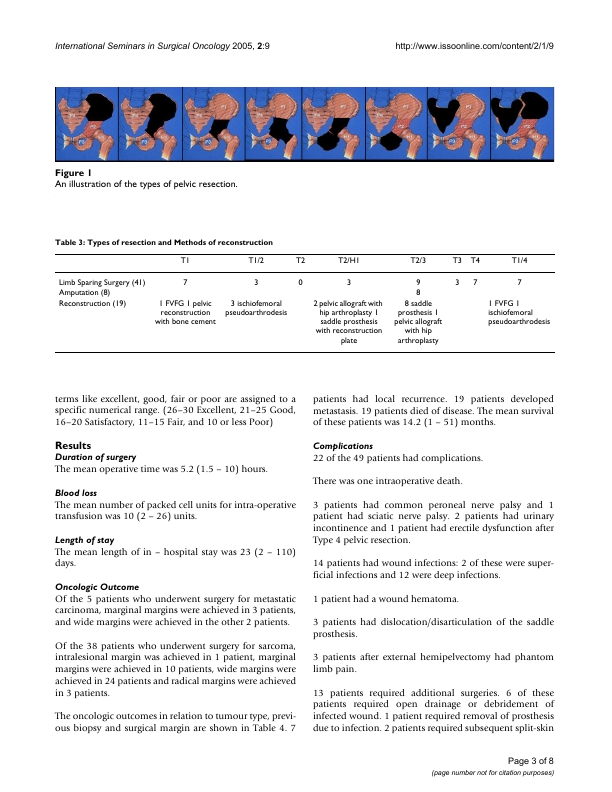 International Seminars in Surgical Oncology 2005, 2:9
http://www.issoonline.com/content/2/1/9
Figure 1
An illustration of the types of pelvic resection.
Table 3: Types of resection and Methods of reconstruction
T1 T1/2 T2 T2/H1 T2/3 T3 T4 T1/4
Limb Sparing Surgery (41) 7 3 0 3 9 3 7 7
Amputation (8) 8
Reconstruction (19) 1 FVFG 1 pelvic 3 ischiofemoral 2 pelvic allograft with 8 saddle 1 FVFG 1
reconstruction pseudoarthrodesis hip arthroplasty 1 prosthesis 1 ischiofemoral
with bone cement saddle prosthesis pelvic allograft pseudoarthrodesis
with reconstruction with hip
plate arthroplasty
terms like excellent, good, fair or poor are assigned to a
specific numerical range. (26–30 Excellent, 21–25 Good,
16–20 Satisfactory, 11–15 Fair, and 10 or less Poor)
Results
Duration of surgery
The mean operative time was 5.2 (1.5 – 10) hours.
Blood loss
The mean number of packed cell units for intra-operative
transfusion was 10 (2 – 26) units.
Length of stay
The mean length of in – hospital stay was 23 (2 – 110)
days.
Oncologic Outcome
Of the 5 patients who underwent surgery for metastatic
carcinoma, marginal margins were achieved in 3 patients,
and wide margins were achieved in the other 2 patients.
Of the 38 patients who underwent surgery for sarcoma,
intralesional margin was achieved in 1 patient, marginal
margins were achieved in 10 patients, wide margins were
achieved in 24 patients and radical margins were achieved
in 3 patients.
The oncologic outcomes in relation to tumour type, previ-
ous biopsy and surgical margin are shown in Table 4. 7
patients had local recurrence. 19 patients developed
metastasis. 19 patients died of disease. The mean survival
of these patients was 14.2 (1 – 51) months.
Complications
22 of the 49 patients had complications.
There was one intraoperative death.
3 patients had common peroneal nerve palsy and 1
patient had sciatic nerve palsy. 2 patients had urinary
incontinence and 1 patient had erectile dysfunction after
Type 4 pelvic resection.
14 patients had wound infections: 2 of these were super-
ficial infections and 12 were deep infections.
1 patient had a wound hematoma.
3 patients had dislocation/disarticulation of the saddle
prosthesis.
3 patients after external hemipelvectomy had phantom
limb pain.
13 patients required additional surgeries. 6 of these
patients required open drainage or debridement of
infected wound. 1 patient required removal of prosthesis
due to infection. 2 patients required subsequent split-skin
Page 3 of 8
(page number not for citation purposes)